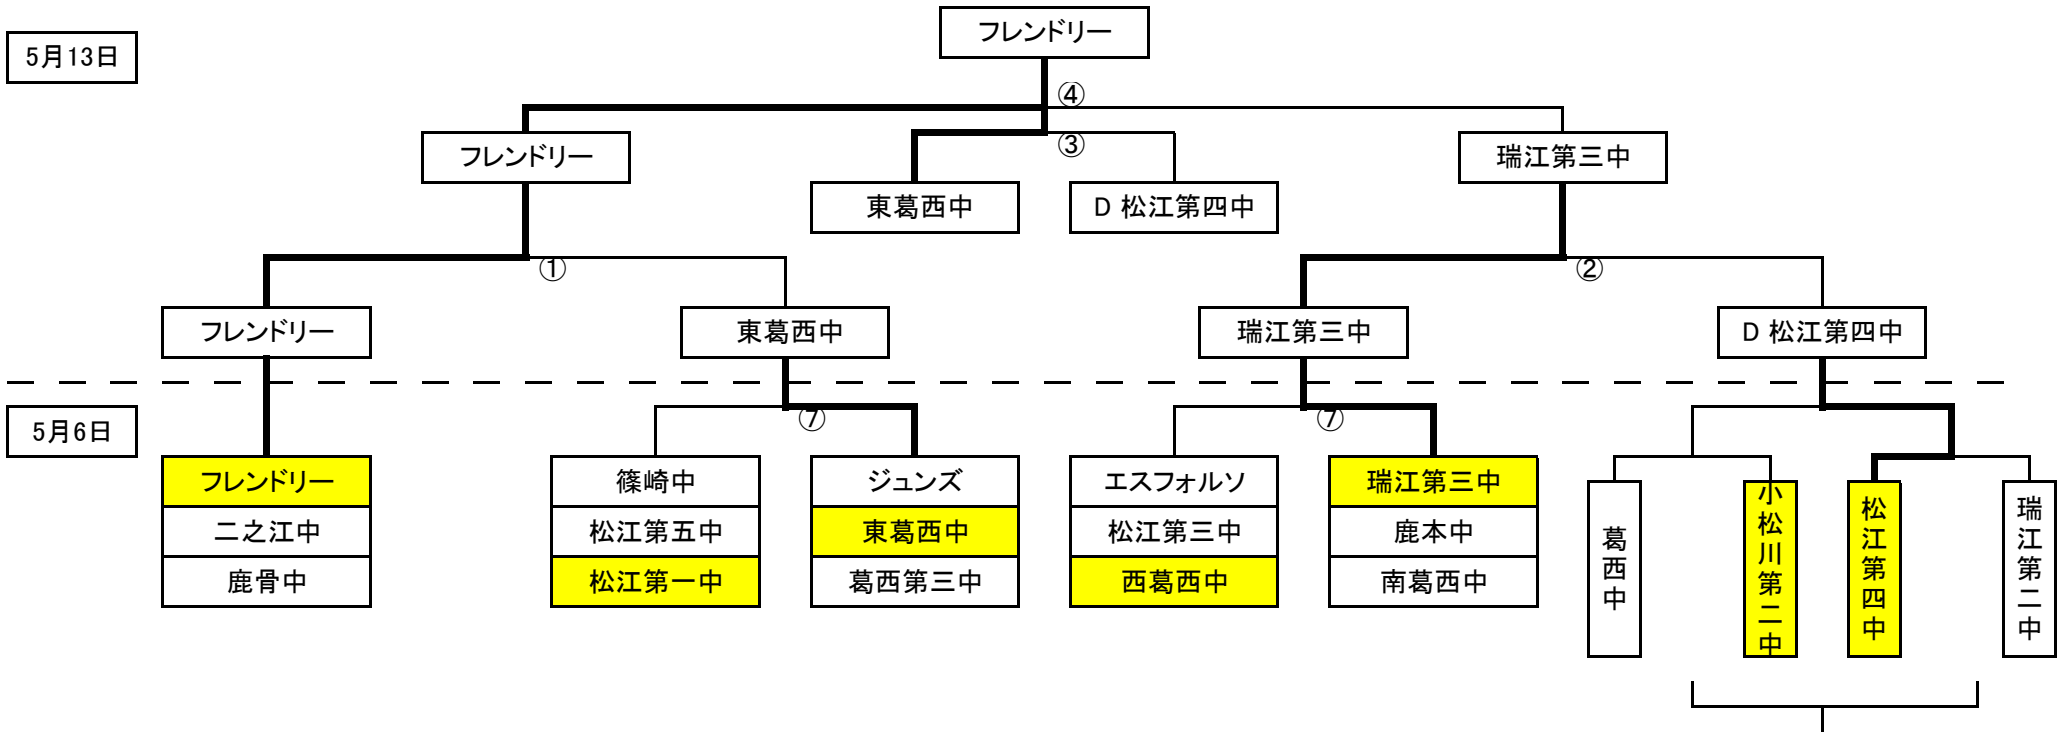 フレンドリー
5月13日
④
③
フレンドリー
瑞江第三中
東葛西中
D 松江第四中
①
②
フレンドリー
東葛西中
瑞江第三中
D 松江第四中
5月6日
⑦
⑦
フレンドリー
二之江中
鹿骨中
篠崎中
松江第五中
松江第一中
ジュンズ
東葛西中
葛西第三中
エスフォルソ
松江第三中
西葛西中
瑞江第三中
鹿本中
南葛西中
葛西中
小松川第二中
松江第四中
瑞江第二中